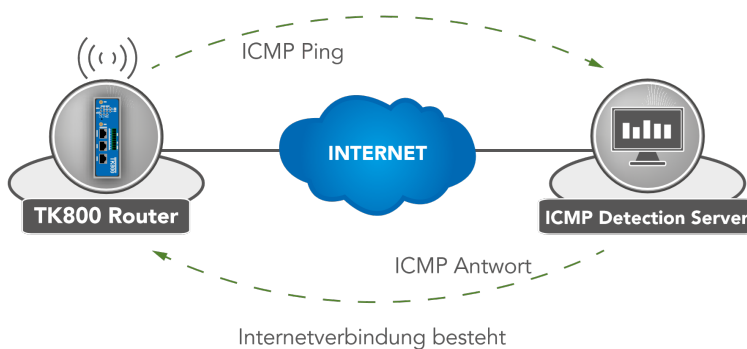 ICMP Ping
INTERNET
TK800 Router
ICMP Detection Server
ICMP Antwort
Internetverbindung besteht